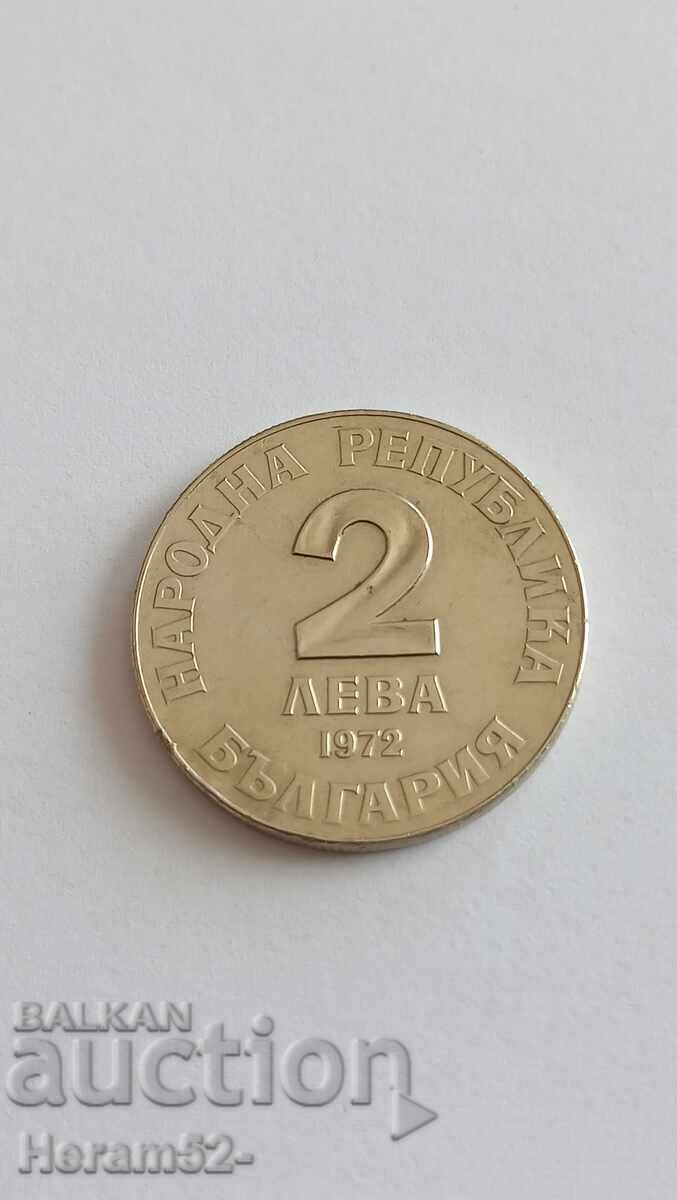 НАРОДНА РЕПУБЛИКА
2
ЛЕВА
1972
БЪЛГАРИЯ
BALKAN
auction
Heram52-